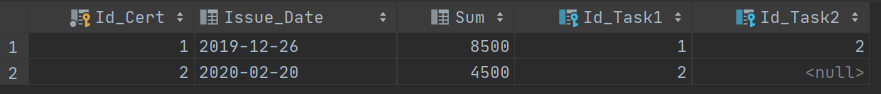 Id_Cert Issue_Date Sum Id_Task1 Id_Task2
1 1 2019-12-26 8500 1 2
2 2 2020-02-20 4500 2 <null>